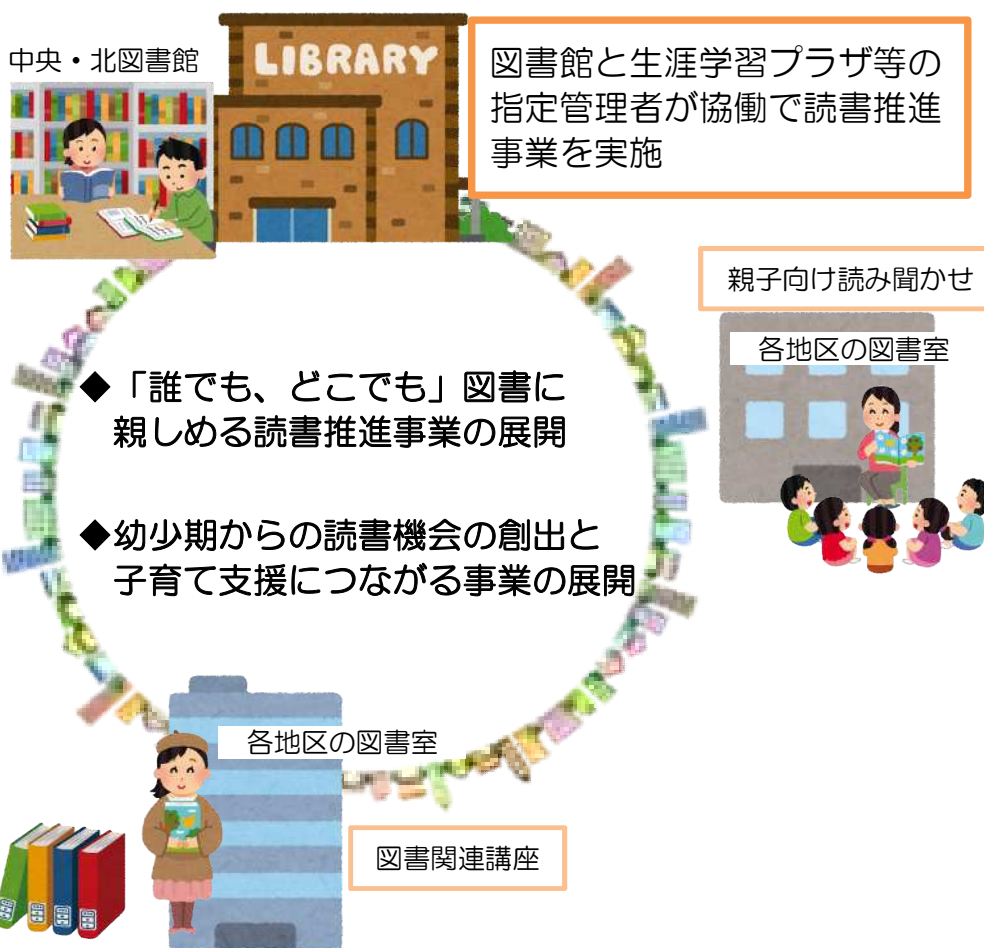 中央・北図書館
LIBRARY
図書館と生涯学習プラザ等の
指定管理者が協働で読書推進
事業を実施
親子向け読み聞かせ
各地区の図書室
◆「誰でも、どこでも」図書に
親しめる読書推進事業の展開
◆幼少期からの読書機会の創出と
子育て支援につながる事業の展開
各地区の図書室
図書関連講座